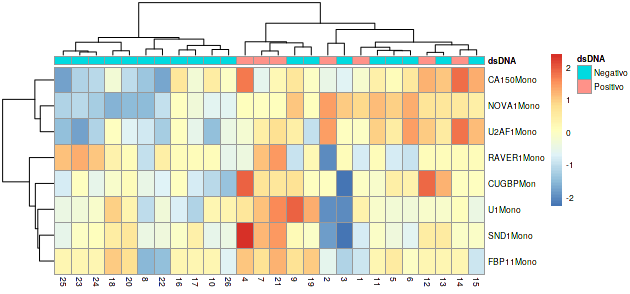 dsDNA
CA150Mono
NOVA1Mono
U2AF1Mono
RAVER1Mono
CUGBPMon
U1Mono
SND1Mono
FBP11Mono
25 23 24 18 20 8 22 16 17 10 26 4 7 21 9 19 2 3 1 11 5 6 12 13 14 15
2
1
0
-1
-2
dsDNA
Negativo
Positivo